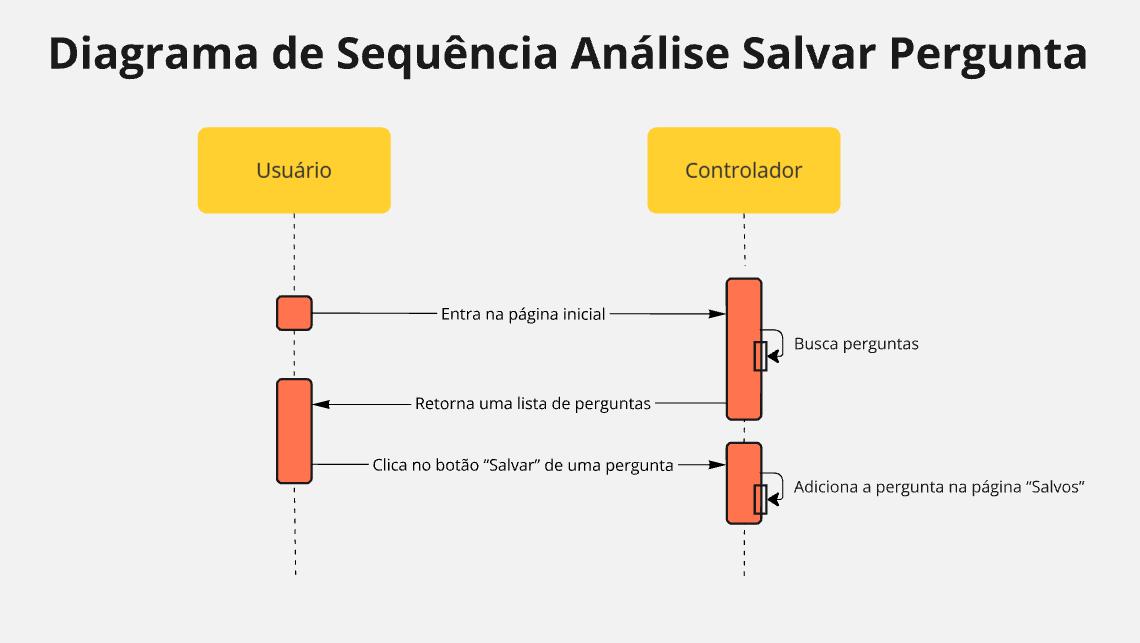 Diagrama de Sequência Análise Salvar Pergunta
Usuário
Controlador
Entra na página inicial
Busca perguntas
Retorna uma lista de perguntas
Clica no botão “Salvar” de uma pergunta
Adiciona a pergunta na página “Salvos”